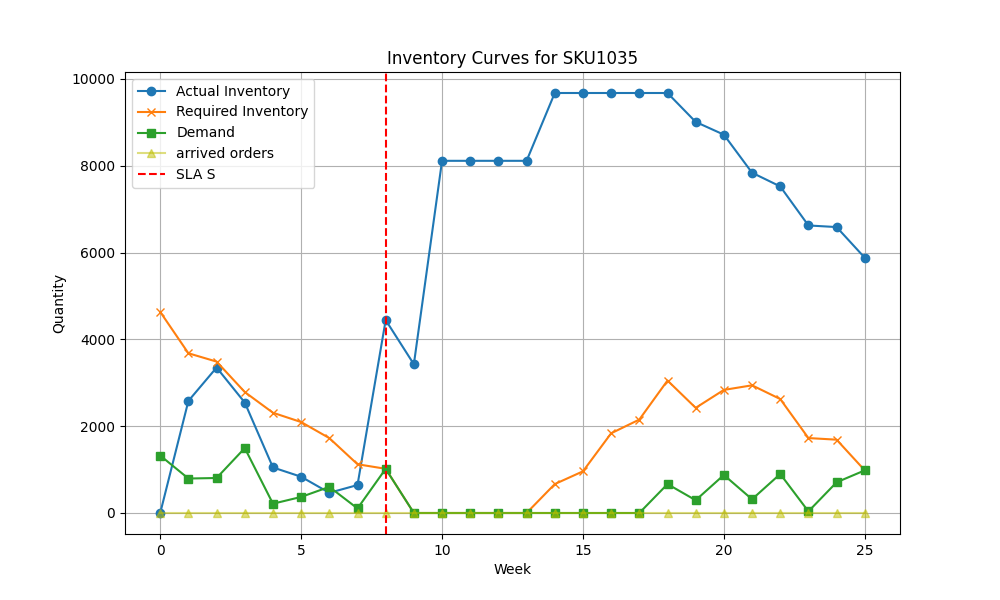 Inventory Curves for SKU1035
Actual Inventory
Required Inventory
Demand
arrived orders
SLA S
10000
8000
6000
4000
2000
0
Quantity
0 5 10 15 20 25
Week